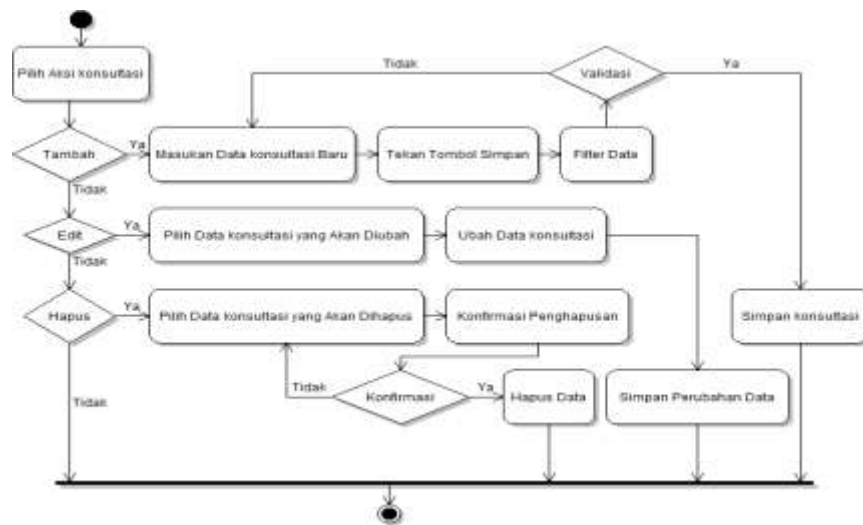 Pilih Aksi konsultasi
Tidak
Validasi
Ya
Tambah
Ya
Masukan Data konsultasi Baru
Tekan Tombol Simpan
Filter Data
Tidak
Edit
Ya
Pilih Data konsultasi yang Akan Diubah
Ubah Data konsultasi
Tidak
Hapus
Ya
Pilih Data konsultasi yang Akan Dihapus
Konfirmasi Penghapusan
Simpan konsultasi
Tidak
Tidak
Konfirmasi
Ya
Hapus Data
Simpan Perubahan Data